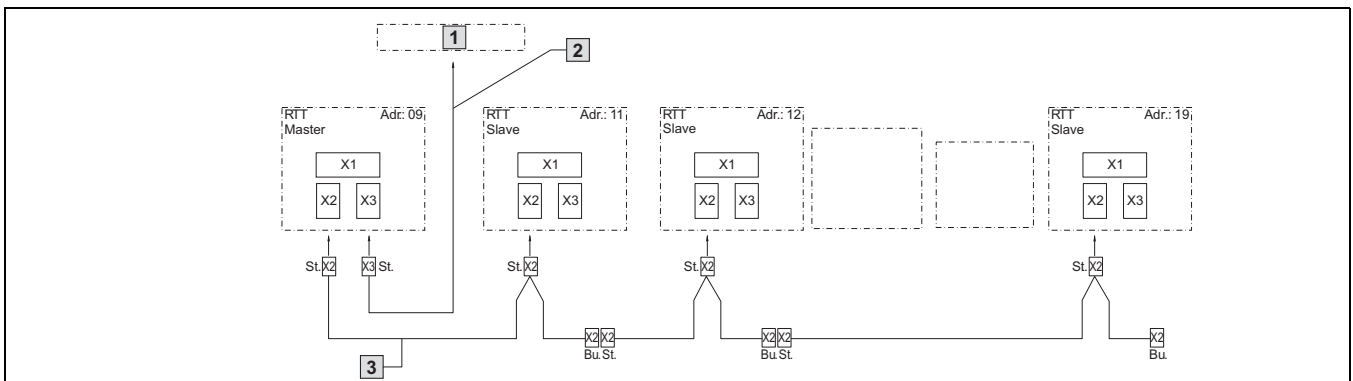 1
2
RTT Adr.: 09
Master
X1
X2 X3
RTT Adr.: 11
Slave
X1
X2 X3
RTT Adr.: 12
Slave
X1
X2 X3
RTT Adr.: 19
Slave
X1
X2 X3
St. X2 X3 St. St. X2 St. X2 St. X2
X2 X2 X2 X2 X2
Bu. St. Bu. St. Bu.
3